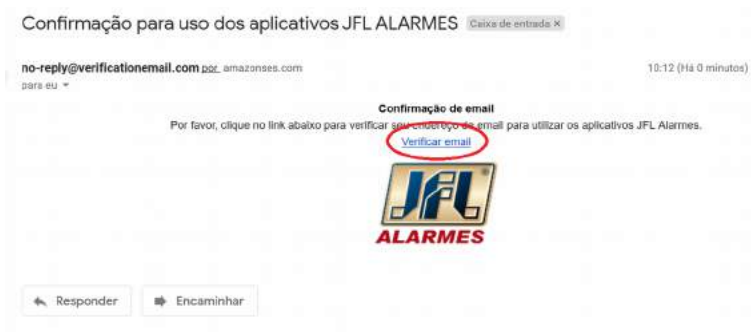 Confirmação para uso dos aplicativos JFL ALARMES Caixa de entrada ×
no-reply@verificationemail.com por amazonses.com 10:12 (Há 0 minutos)
para eu
Confirmação de email
Por favor, clique no link abaixo para verificar seu endereço de email para utilizar os aplicativos JFL Alarmes.
Verificar email
JFL®
ALARMES
Responder Encaminhar